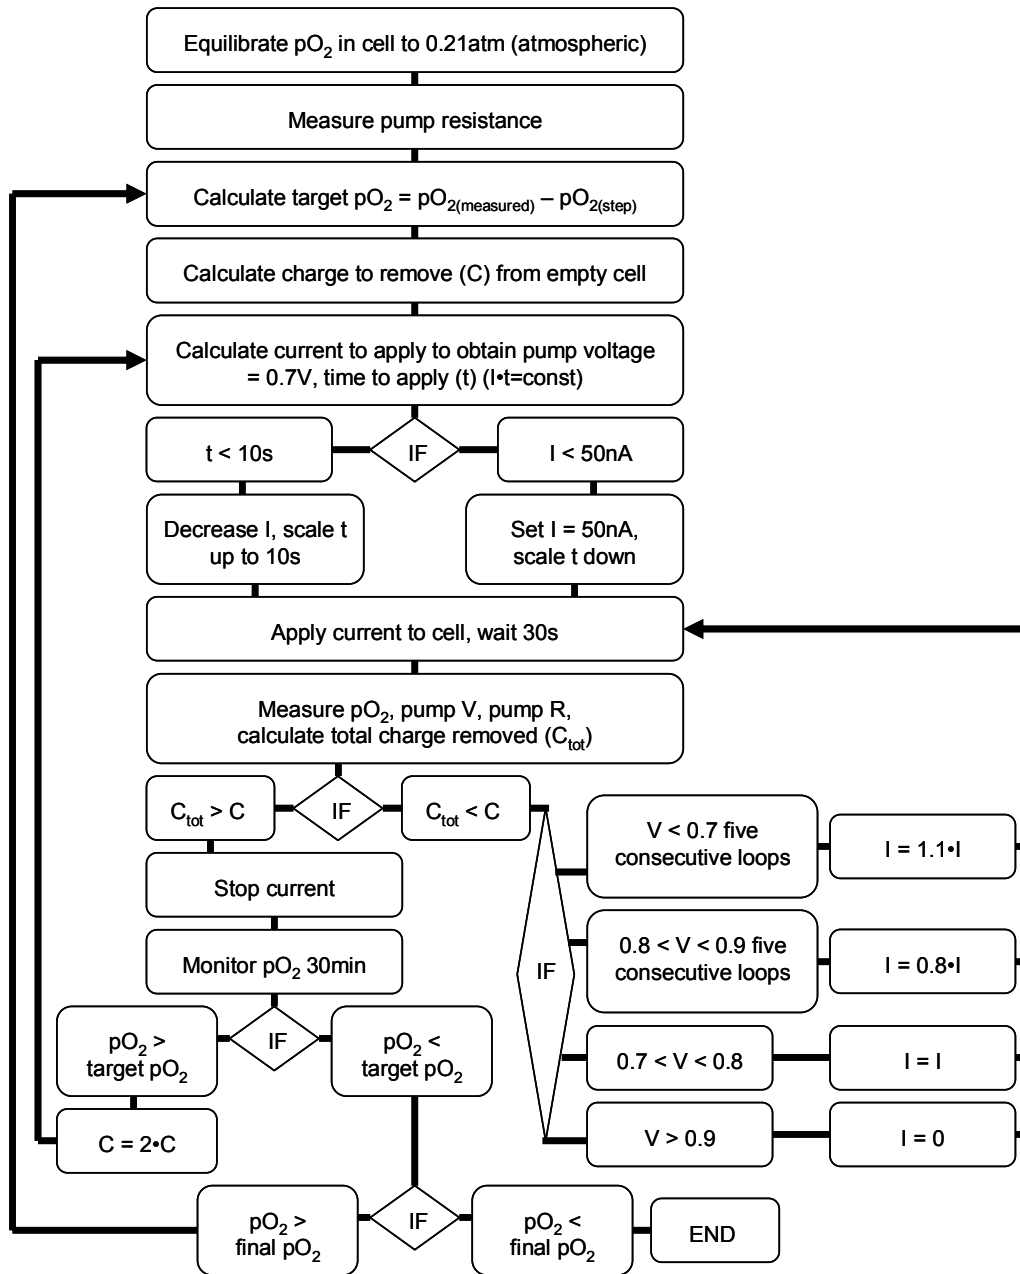 Equilibrate pO₂ in cell to 0.21atm (atmospheric)
Measure pump resistance
Calculate target pO₂ = pO₂(measured) – pO₂(step)
Calculate charge to remove (C) from empty cell
Calculate current to apply to obtain pump voltage
= 0.7V, time to apply (t) (I•t=const)
t < 10s
IF
I < 50nA
Decrease I, scale t
up to 10s
Set I = 50nA,
scale t down
Apply current to cell, wait 30s
Measure pO₂, pump V, pump R,
calculate total charge removed (Ctot)
Ctot > C
IF
Ctot < C
V < 0.7 five
consecutive loops
I = 1.1•I
Stop current
0.8 < V < 0.9 five
consecutive loops
I = 0.8•I
Monitor pO₂ 30min
IF
pO₂ >
target pO₂
IF
pO₂ <
target pO₂
0.7 < V < 0.8
I = I
C = 2•C
V > 0.9
I = 0
pO₂ >
final pO₂
IF
pO₂ <
final pO₂
END